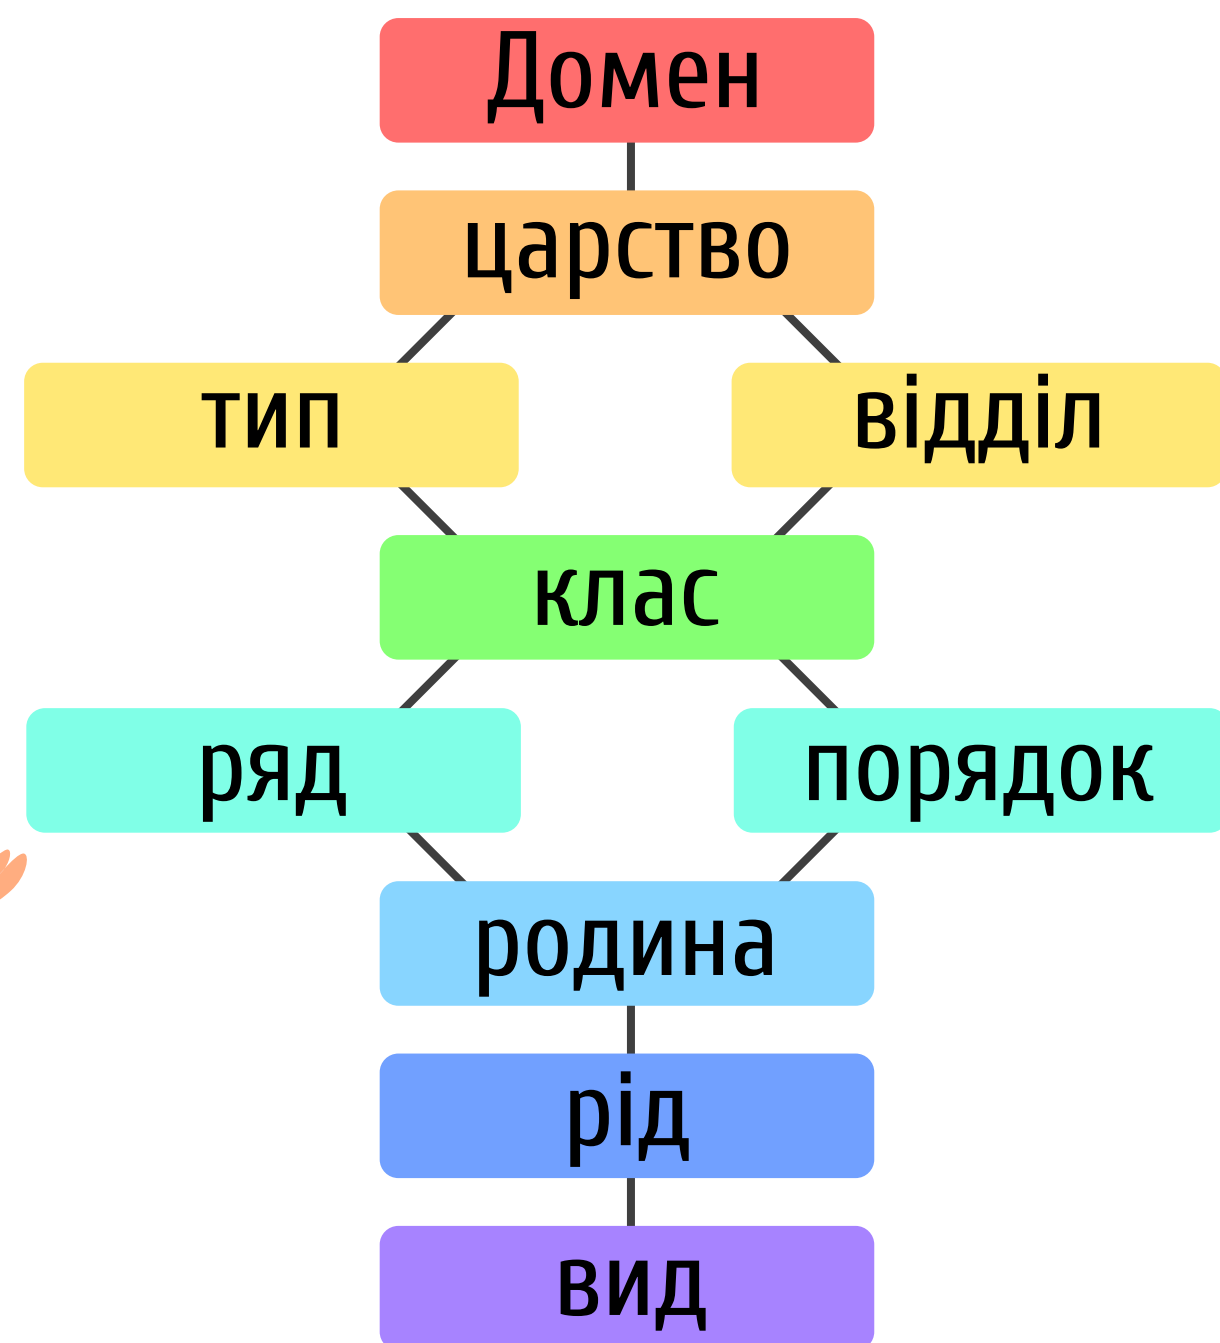 Домен
царство
тип
відділ
клас
ряд
порядок
родина
рід
вид